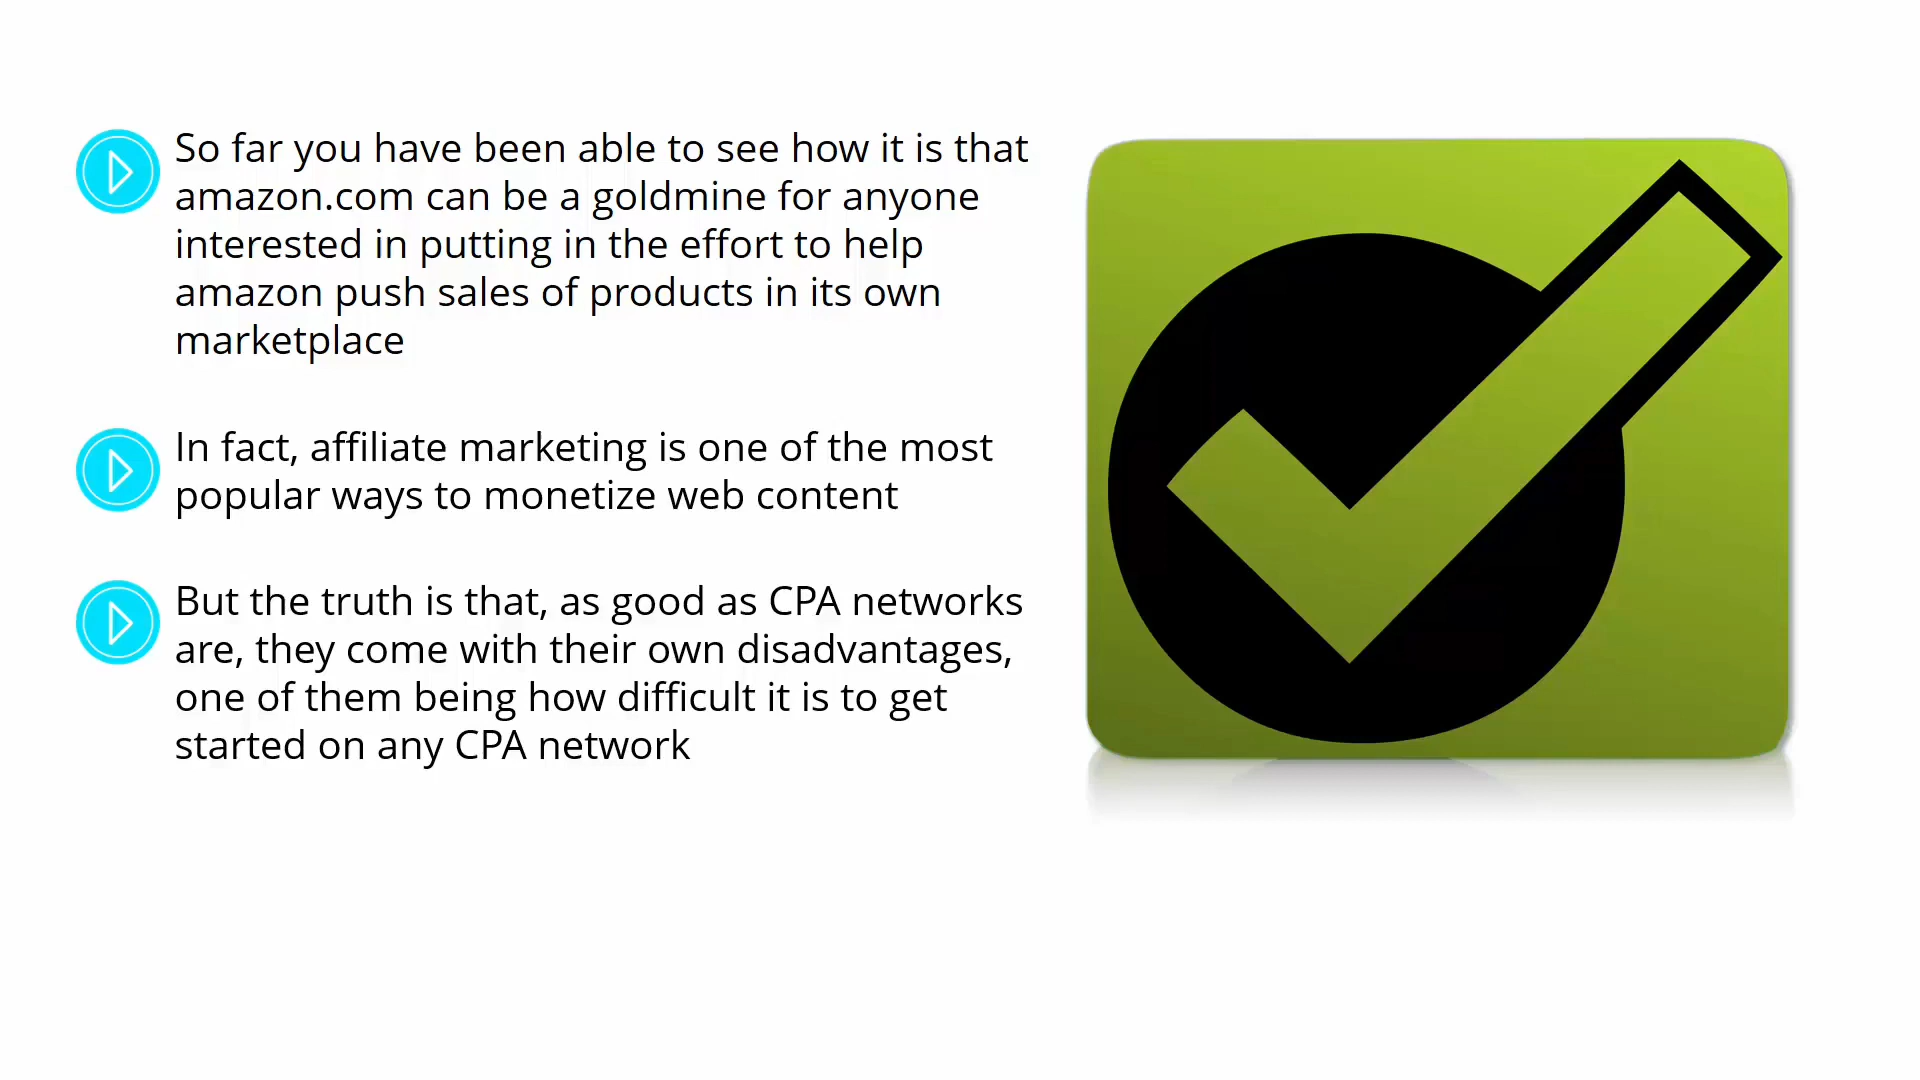 So far you have been able to see how it is that
amazon.com can be a goldmine for anyone
interested in putting in the effort to help
amazon push sales of products in its own
marketplace
In fact, affiliate marketing is one of the most
popular ways to monetize web content
But the truth is that, as good as CPA networks
are, they come with their own disadvantages,
one of them being how difficult it is to get
started on any CPA network